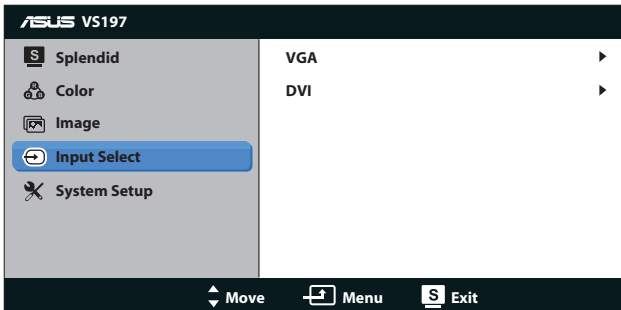 ASUS VS197
S Splendid
Color
Image
Input Select
System Setup
VGA
DVI
Move Menu S Exit